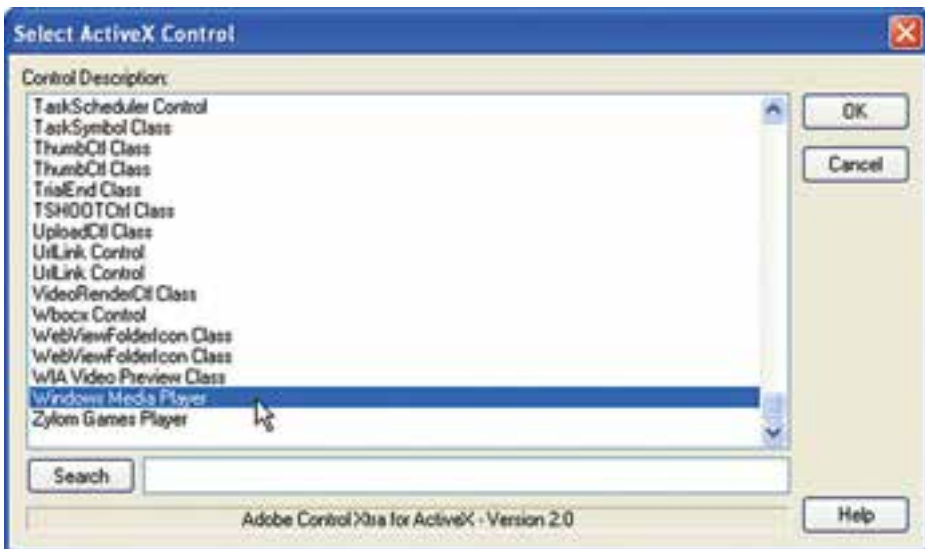 Select ActiveX Control
Control Description:
TaskScheduler Control
TaskSymbol Class
ThumbCtl Class
ThumbCtl Class
TrialEnd Class
TSHOOTCtrl Class
UploadCtl Class
UrlLink Control
UrlLink Control
VideoRenderCtl Class
Wbocx Control
WebViewFolderIcon Class
WebViewFolderIcon Class
WIA Video Preview Class
Windows Media Player
Zylom Games Player
OK
Cancel
Search
Adobe Control Xtra for ActiveX - Version 2.0
Help